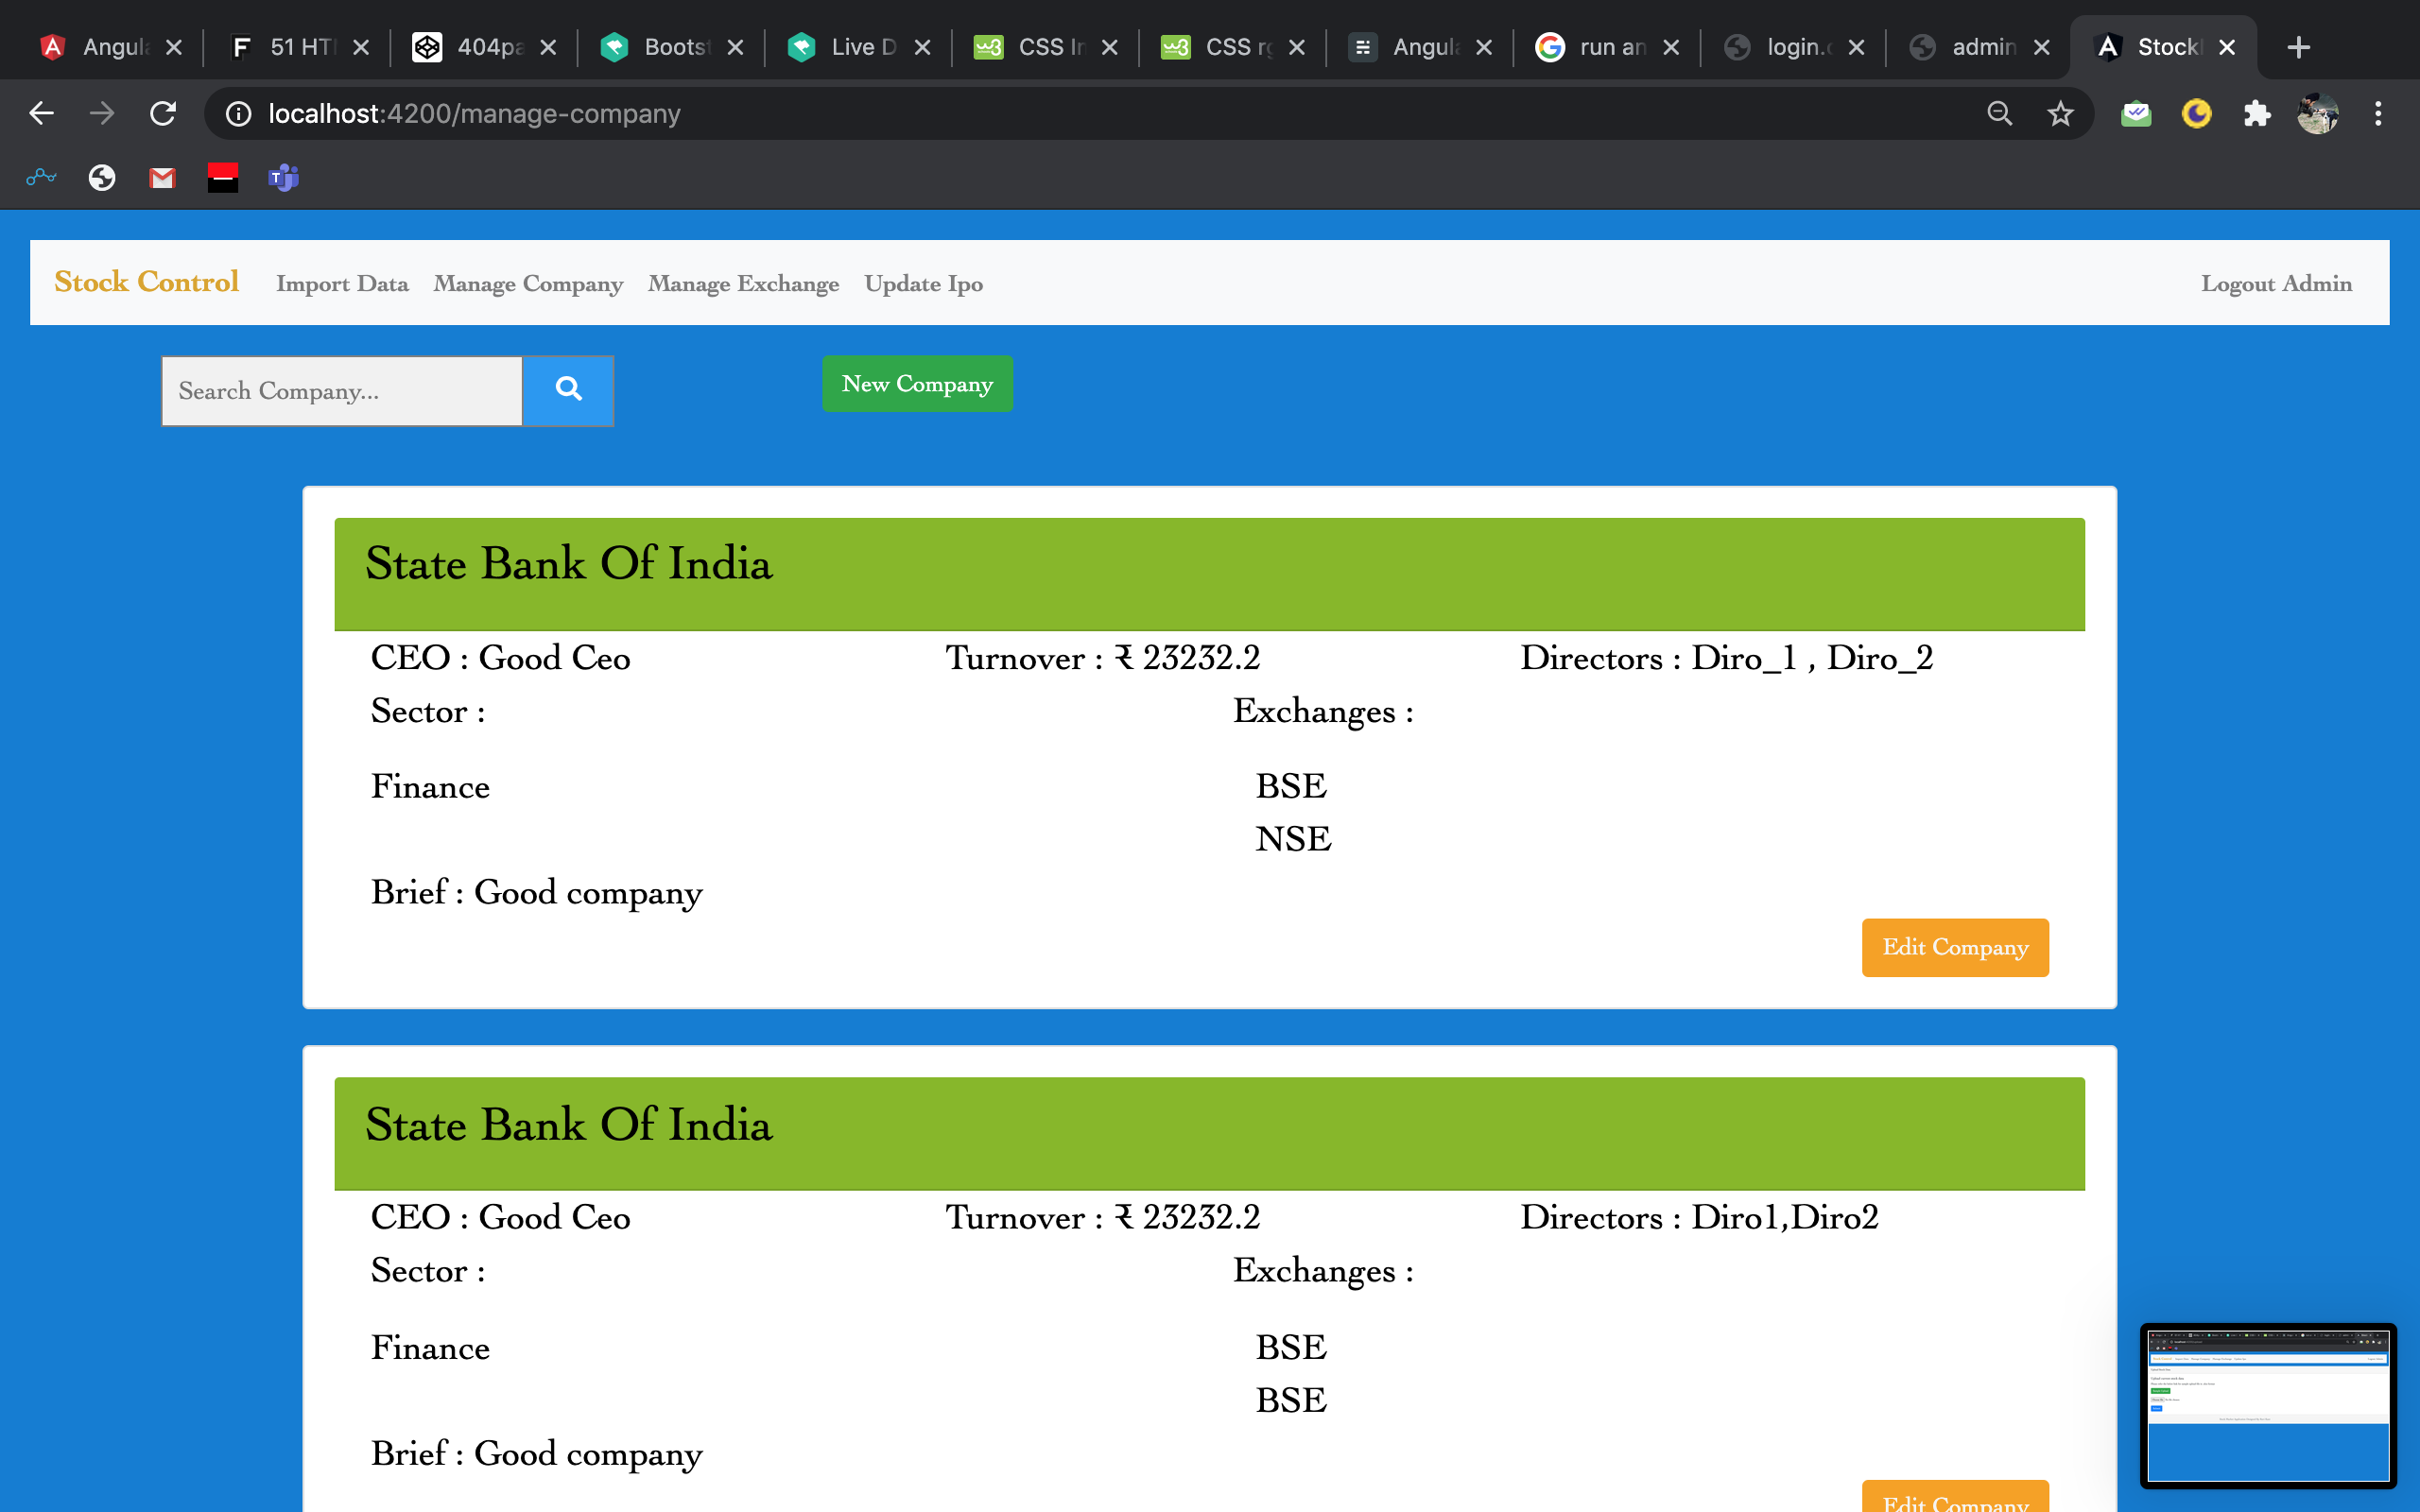 Angula 51 HT 404pa Boots Live D CSS In CSS rg Angula run an login. admin Stock
localhost:4200/manage-company
Stock Control Import Data Manage Company Manage Exchange Update Ipo Logout Admin
Search Company... New Company
State Bank Of India
CEO : Good Ceo Turnover : ₹ 23232.2 Directors : Diro_1 , Diro_2
Sector : Exchanges :
Finance BSE
NSE
Brief : Good company
Edit Company
State Bank Of India
CEO : Good Ceo Turnover : ₹ 23232.2 Directors : Diro1,Diro2
Sector : Exchanges :
Finance BSE
BSE
Brief : Good company
Edit Company